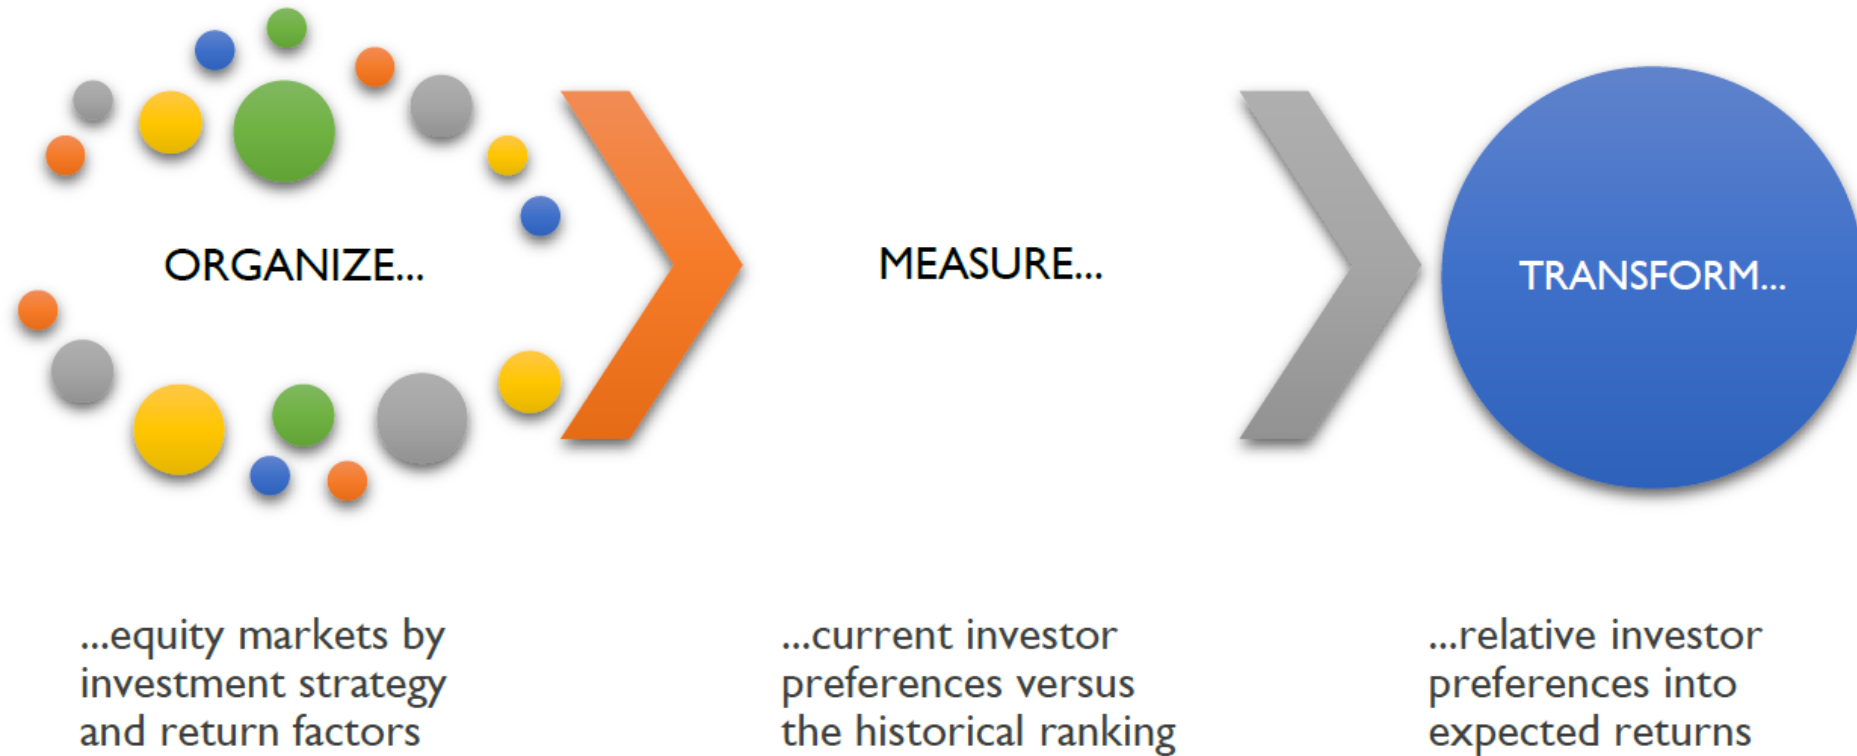 ORGANIZE...
MEASURE...
TRANSFORM...
...equity markets by
investment strategy
and return factors
...current investor
preferences versus
the historical ranking
...relative investor
preferences into
expected returns